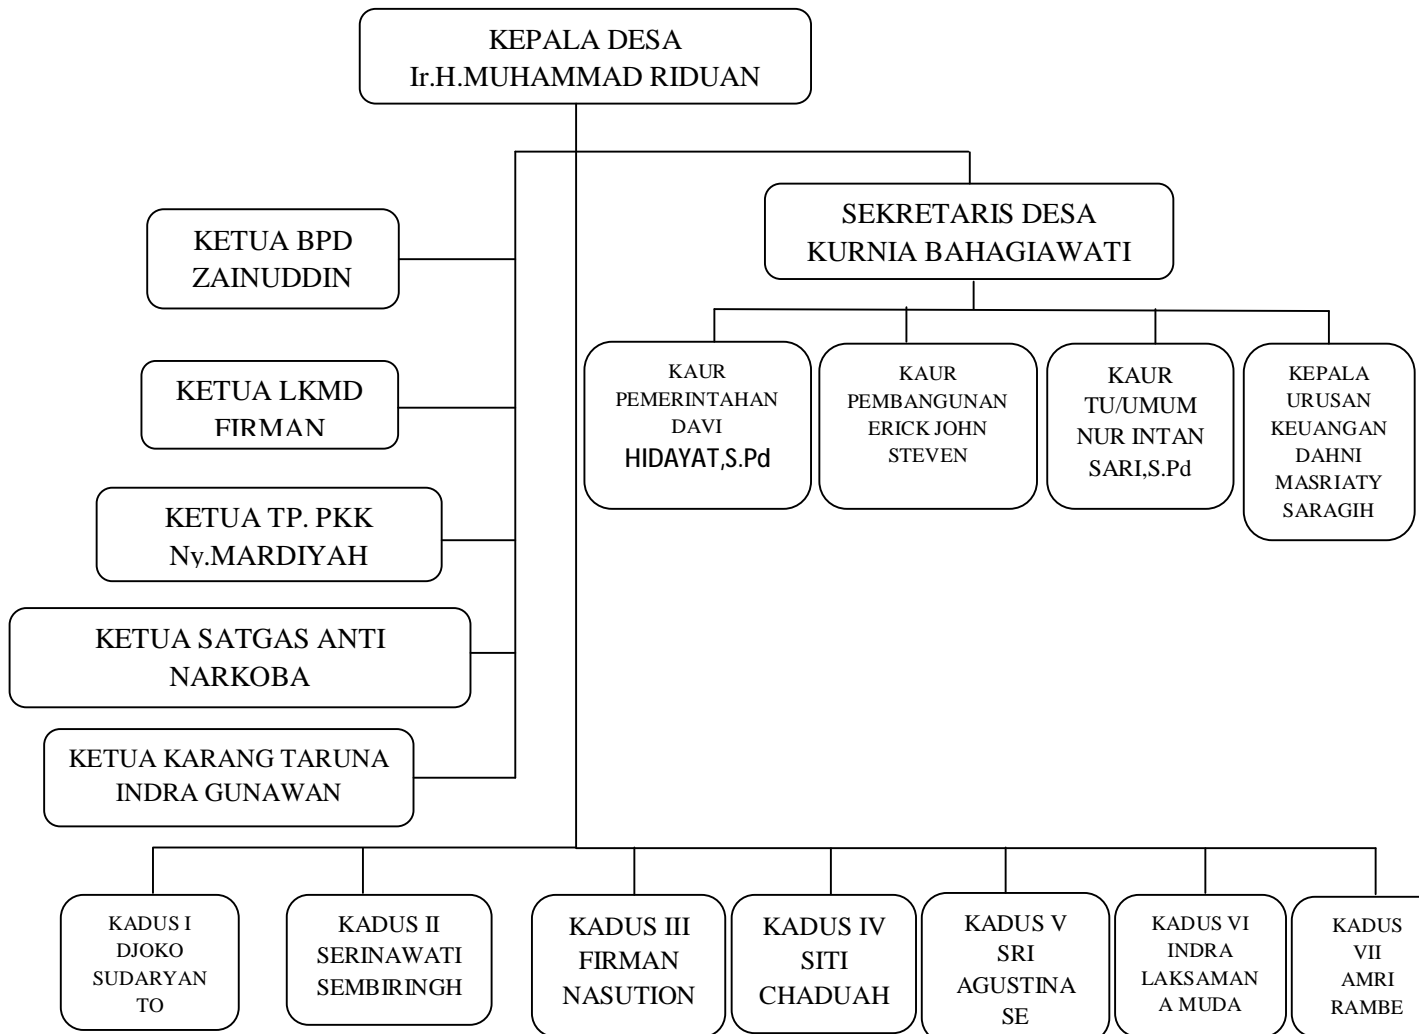 KEPALA DESA
Ir.H.MUHAMMAD RIDUAN
SEKRETARIS DESA
KURNIA BAHAGIAWATI
KETUA BPD
ZAINUDDIN
KETUA LKMD
FIRMAN
KETUA TP. PKK
Ny.MARDIYAH
KETUA SATGAS ANTI
NARKOBA
KETUA KARANG TARUNA
INDRA GUNAWAN
KAUR
PEMERINTAHAN
DAVI
HIDAYAT,S.Pd
KAUR
PEMBANGUNAN
ERICK JOHN
STEVEN
KAUR
TU/UMUM
NUR INTAN
SARI,S.Pd
KEPALA
URUSAN
KEUANGAN
DAHNI
MASRIATY
SARAGIH
KADUS I
DJOKO
SUDARYAN
TO
KADUS II
SERINAWATI
SEMBIRINGH
KADUS III
FIRMAN
NASUTION
KADUS IV
SITI
CHADUAH
KADUS V
SRI
AGUSTINA
SE
KADUS VI
INDRA
LAKSAMAN
A MUDA
KADUS
VII
AMRI
RAMBE